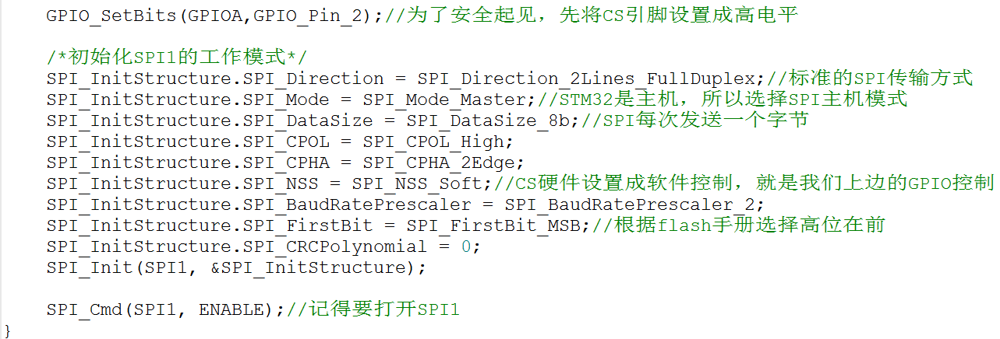 GPIO_SetBits(GPIOA,GPIO_Pin_2);//为了安全起见，先将CS引脚设置成高电平
/*初始化SPI1的工作模式*/
SPI_InitStructure.SPI_Direction = SPI_Direction_2Lines_FullDuplex;//标准的SPI传输方式
SPI_InitStructure.SPI_Mode = SPI_Mode_Master;//STM32是主机，所以选择SPI主机模式
SPI_InitStructure.SPI_DataSize = SPI_DataSize_8b;//SPI每次发送一个字节
SPI_InitStructure.SPI_CPOL = SPI_CPOL_High;
SPI_InitStructure.SPI_CPHA = SPI_CPHA_2Edge;
SPI_InitStructure.SPI_NSS = SPI_NSS_Soft;//CS硬件设置成软件控制，就是我们上边的GPIO控制
SPI_InitStructure.SPI_BaudRatePrescaler = SPI_BaudRatePrescaler_2;
SPI_InitStructure.SPI_FirstBit = SPI_FirstBit_MSB;//根据flash手册选择高位在前
SPI_InitStructure.SPI_CRCPolynomial = 0;
SPI_Init(SPI1, &SPI_InitStructure);
SPI_Cmd(SPI1, ENABLE);//记得要打开SPI1
}